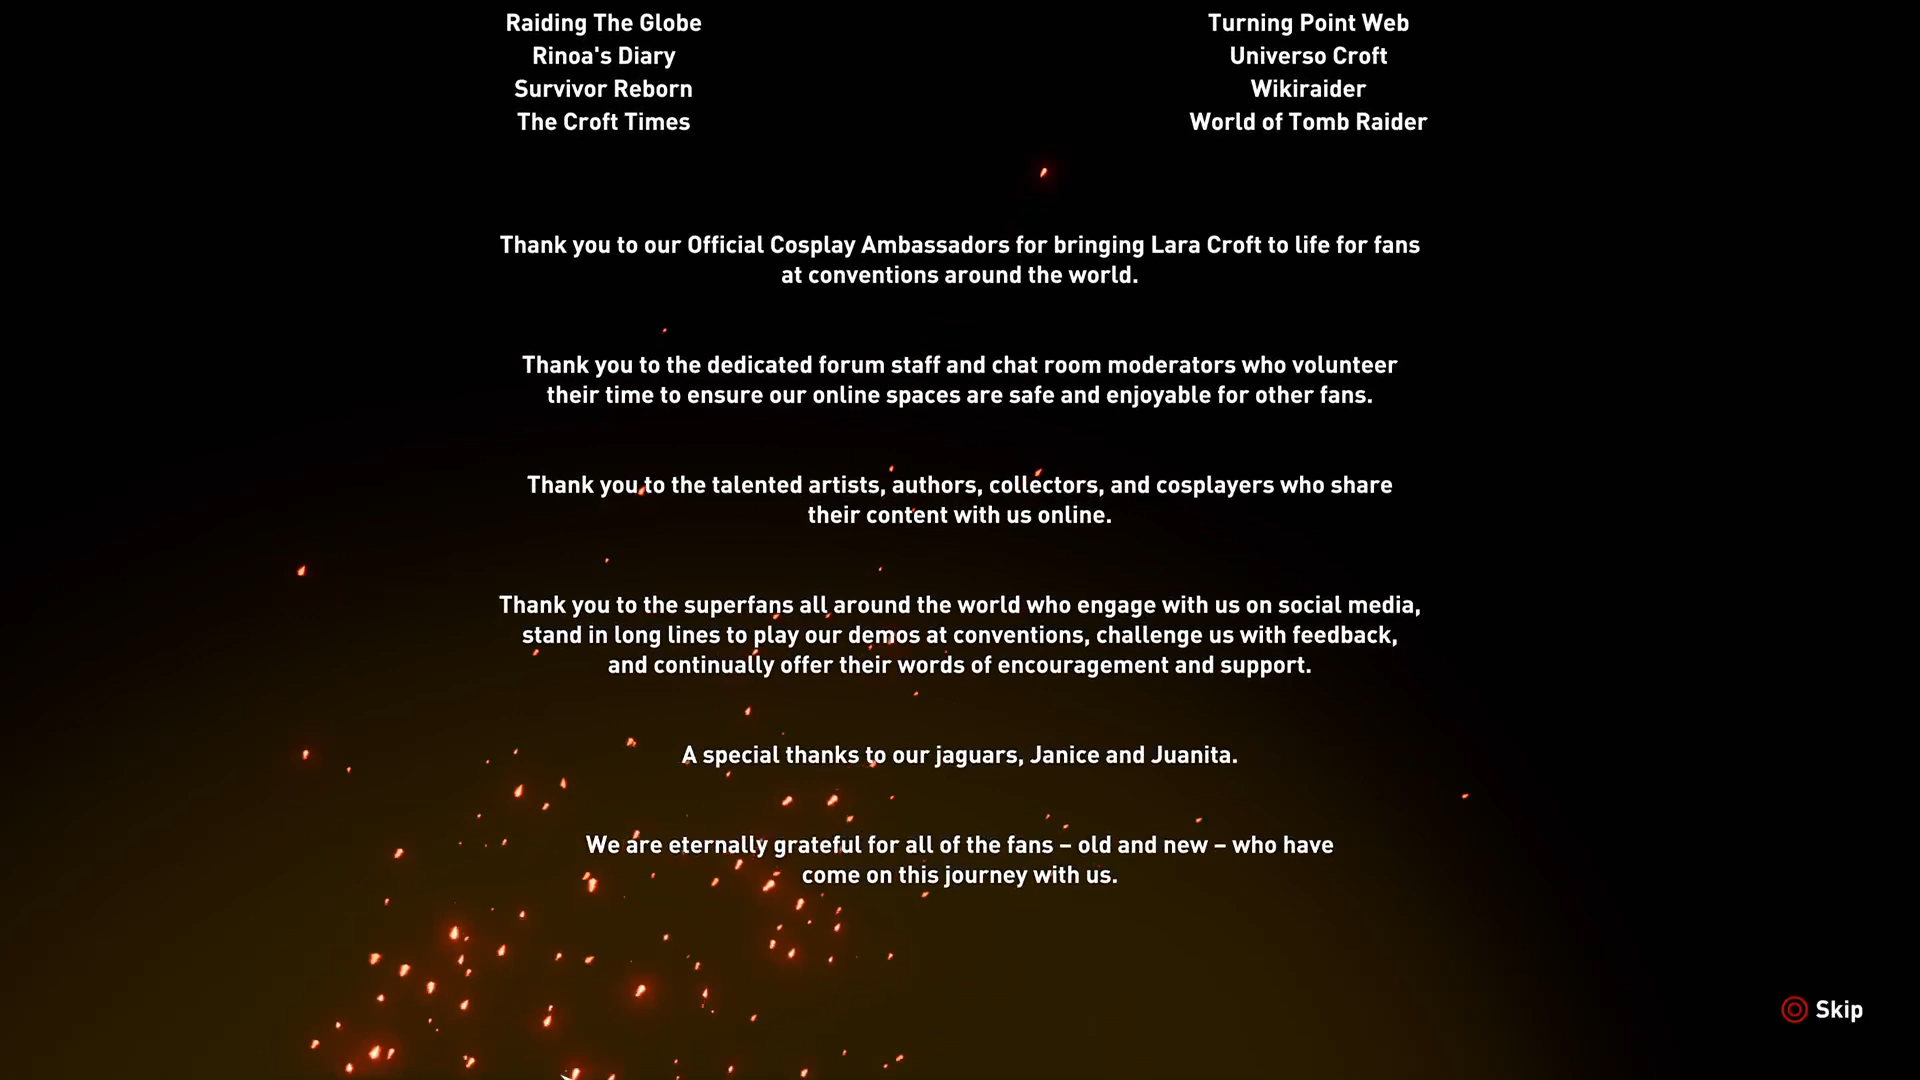 Raiding The Globe
Rinoa's Diary
Survivor Reborn
The Croft Times
Turning Point Web
Universo Croft
Wikiraider
World of Tomb Raider
Thank you to our Official Cosplay Ambassadors for bringing Lara Croft to life for fans
at conventions around the world.
Thank you to the dedicated forum staff and chat room moderators who volunteer
their time to ensure our online spaces are safe and enjoyable for other fans.
Thank you to the talented artists, authors, collectors, and cosplayers who share
their content with us online.
Thank you to the superfans all around the world who engage with us on social media,
stand in long lines to play our demos at conventions, challenge us with feedback,
and continually offer their words of encouragement and support.
A special thanks to our jaguars, Janice and Juanita.
We are eternally grateful for all of the fans – old and new – who have
come on this journey with us.
Skip